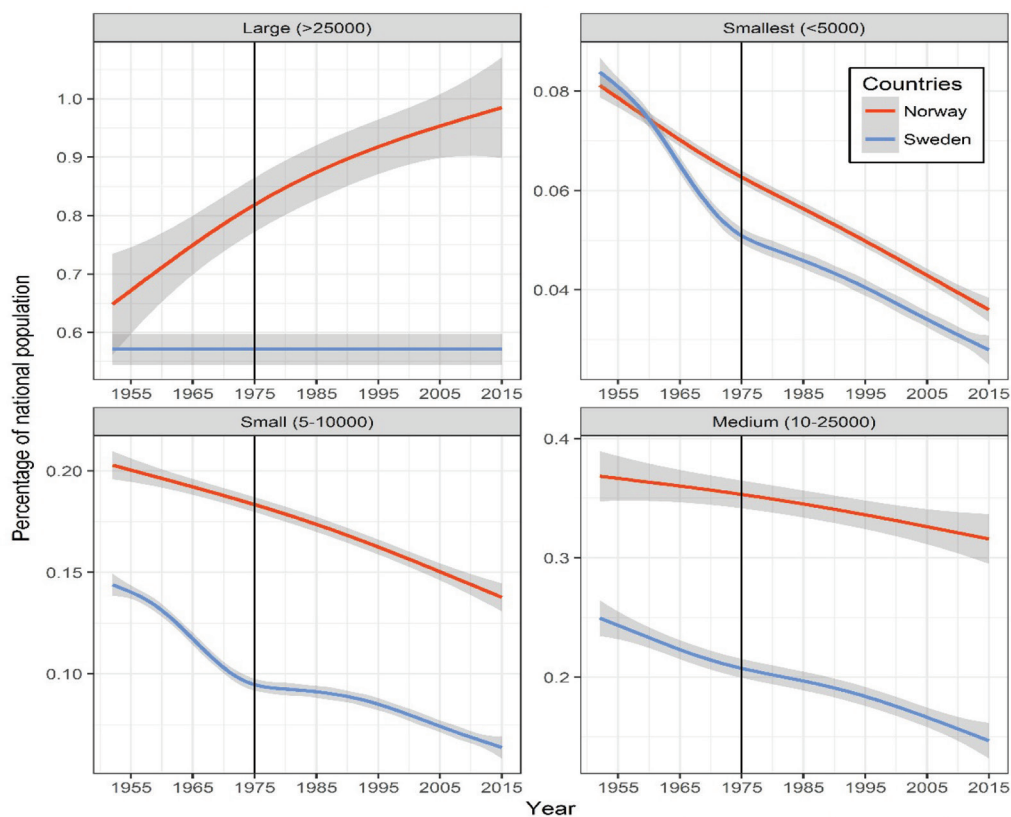 Large (>25000)
Smallest (<5000)
1.0
0.9
0.8
0.7
0.6
0.08
0.06
0.04
Countries
Norway
Sweden
1955 1965 1975 1985 1995 2005 2015
1955 1965 1975 1985 1995 2005 2015
Percentage of national population
Small (5-10000)
Medium (10-25000)
0.20
0.15
0.10
0.4
0.3
0.2
1955 1965 1975 1985 1995 2005 2015
1955 1965 1975 1985 1995 2005 2015
Year